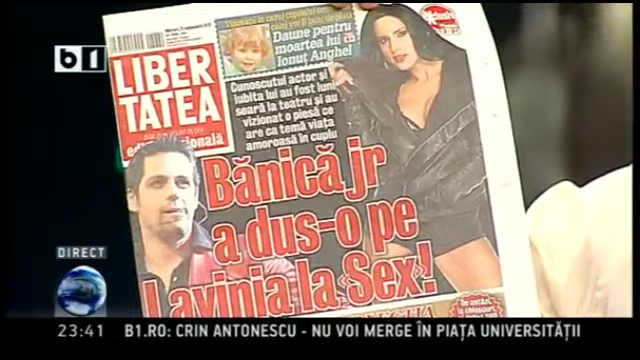 b1
LIBER
TATEA
Daune pentru
moartea lui
Ionuț Anghel
Cunoscutul actor și
iubita lui au fost luni
seară la teatru și au
vizionat o piesă ce
are ca temă viața
amoroasă în cuplu
Bănică jr
a dus-o pe
Lavinia la «Sex!
DIRECT
23:41 B1.RO: CRIN ANTONESCU - NU VOI MERGE ÎN PIAȚA UNIVERSITĂȚII